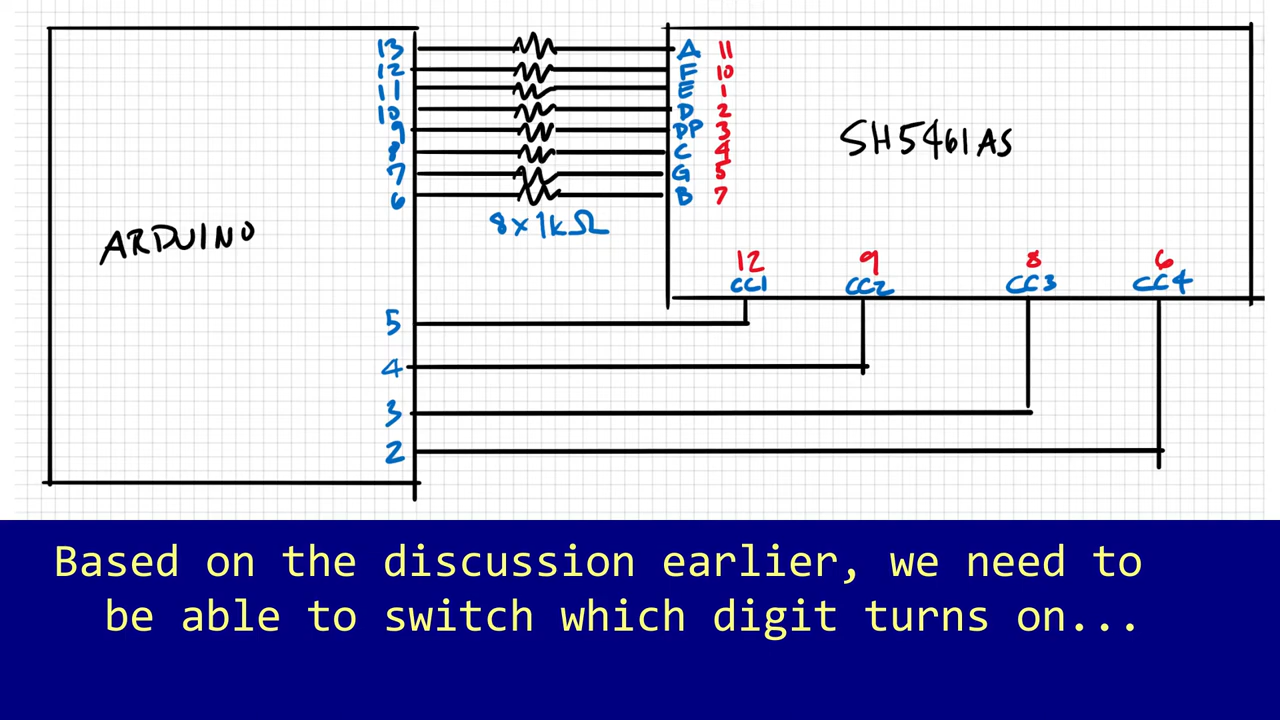 13 A 11
12 F 10
11 E 1
10 D 2
9 DP 3
8 C 4
7 G 5
6 B 7
SH5461AS
8x1kΩ
ARDUINO
12 9 8 6
CC1 CC2 CC3 CC4
5
4
3
2
Based on the discussion earlier, we need to
be able to switch which digit turns on...